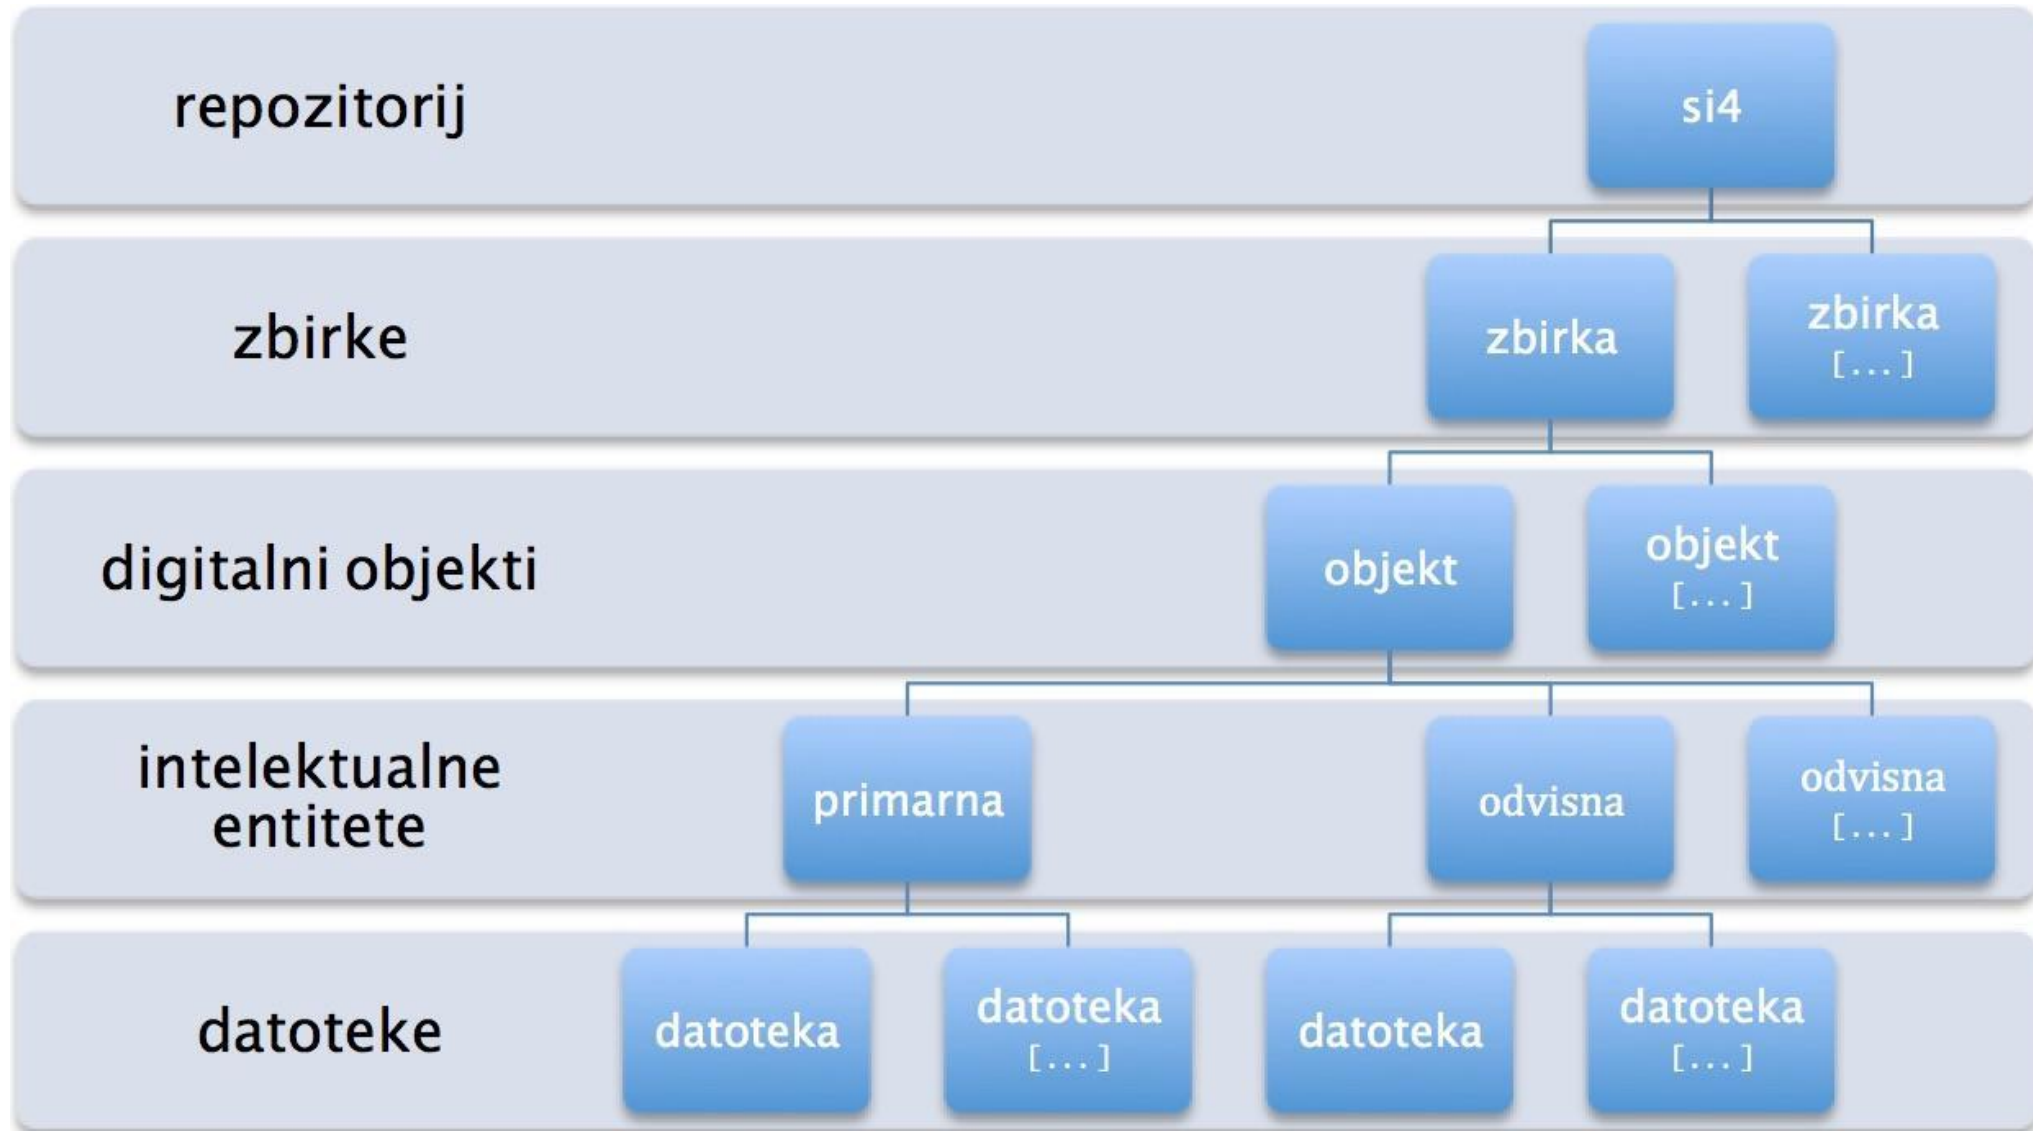 repozitorij
si4
zbirke
zbirka
zbirka
[...]
digitalni objekti
objekt
objekt
[...]
intelektualne
entitete
primarna
odvisna
odvisna
[...]
datoteke
datoteka
datoteka
[...]
datoteka
datoteka
[...]